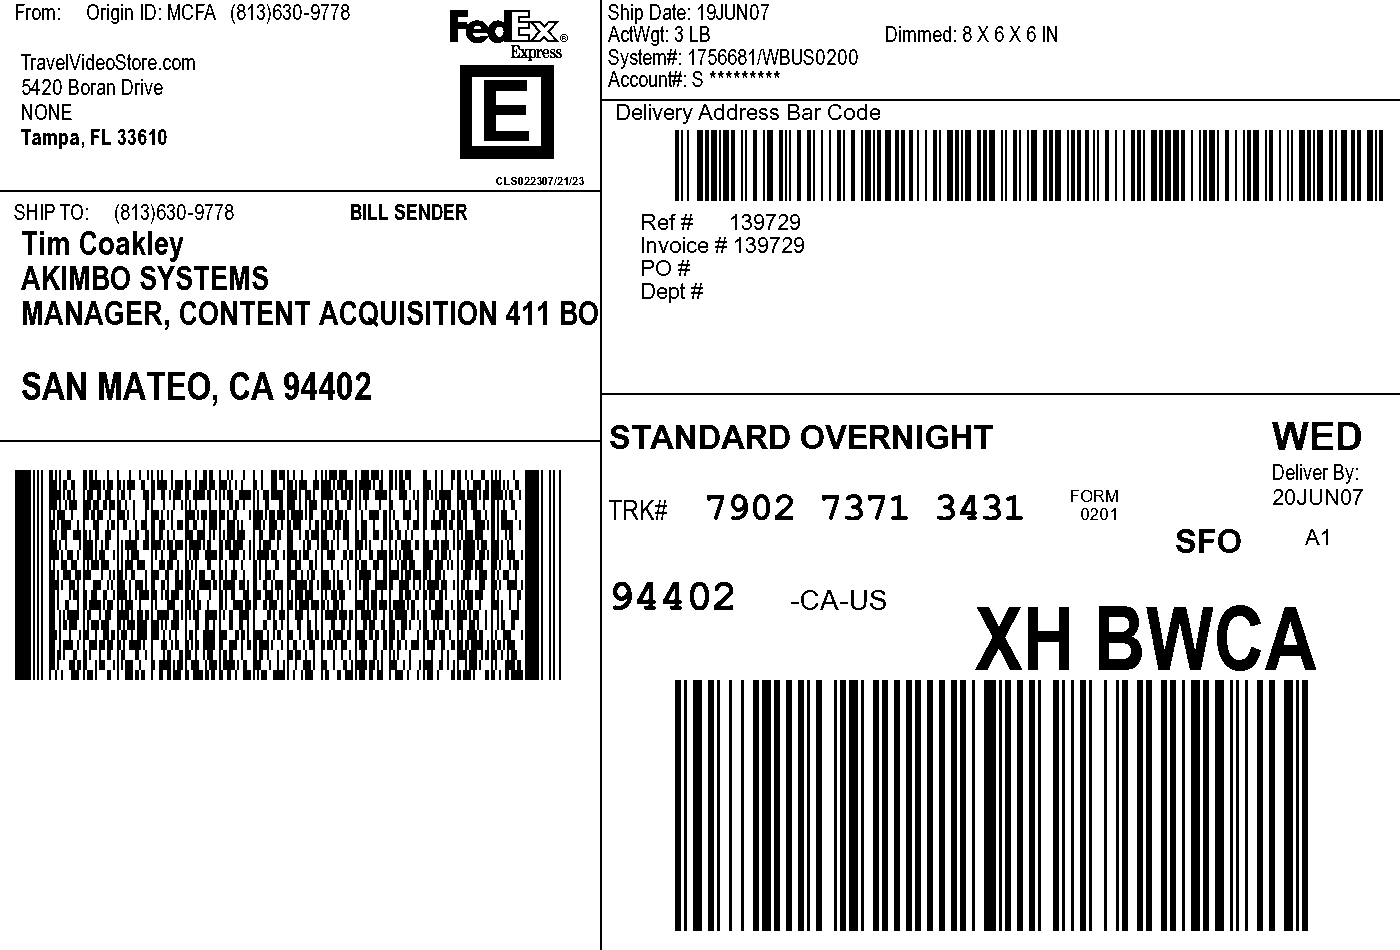 From: Origin ID: MCFA (813)630-9778
FedEx®
Express
TravelVideoStore.com
5420 Boran Drive
NONE
Tampa, FL 33610
E
CLS022307/21/23
SHIP TO: (813)630-9778 BILL SENDER
Tim Coakley
AKIMBO SYSTEMS
MANAGER, CONTENT ACQUISITION 411 BO
SAN MATEO, CA 94402
Ship Date: 19JUN07
ActWgt: 3 LB Dimmed: 8 X 6 X 6 IN
System#: 1756681/WBUS0200
Account#: S *********
Delivery Address Bar Code
Ref # 139729
Invoice # 139729
PO #
Dept #
STANDARD OVERNIGHT WED
Deliver By:
TRK# 7902 7371 3431 FORM 20JUN07
0201
SFO A1
94402 -CA-US
XH BWCA